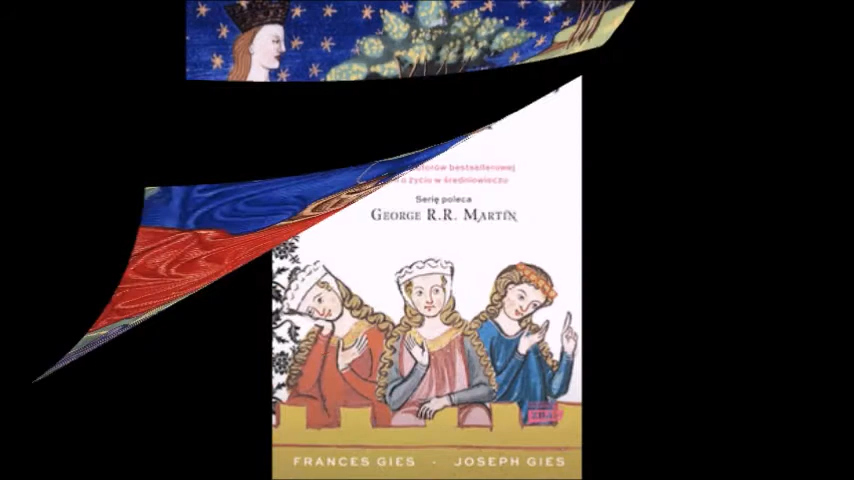 bestsellerowej
o życiu w średniowieczu
Serię poleca
GEORGE R.R. MARTIN
FRANCES GIES · JOSEPH GIES